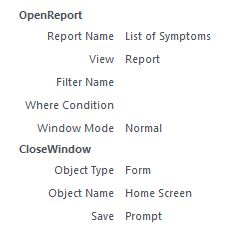 OpenReport
Report Name List of Symptoms
View Report
Filter Name
Where Condition
Window Mode Normal
CloseWindow
Object Type Form
Object Name Home Screen
Save Prompt